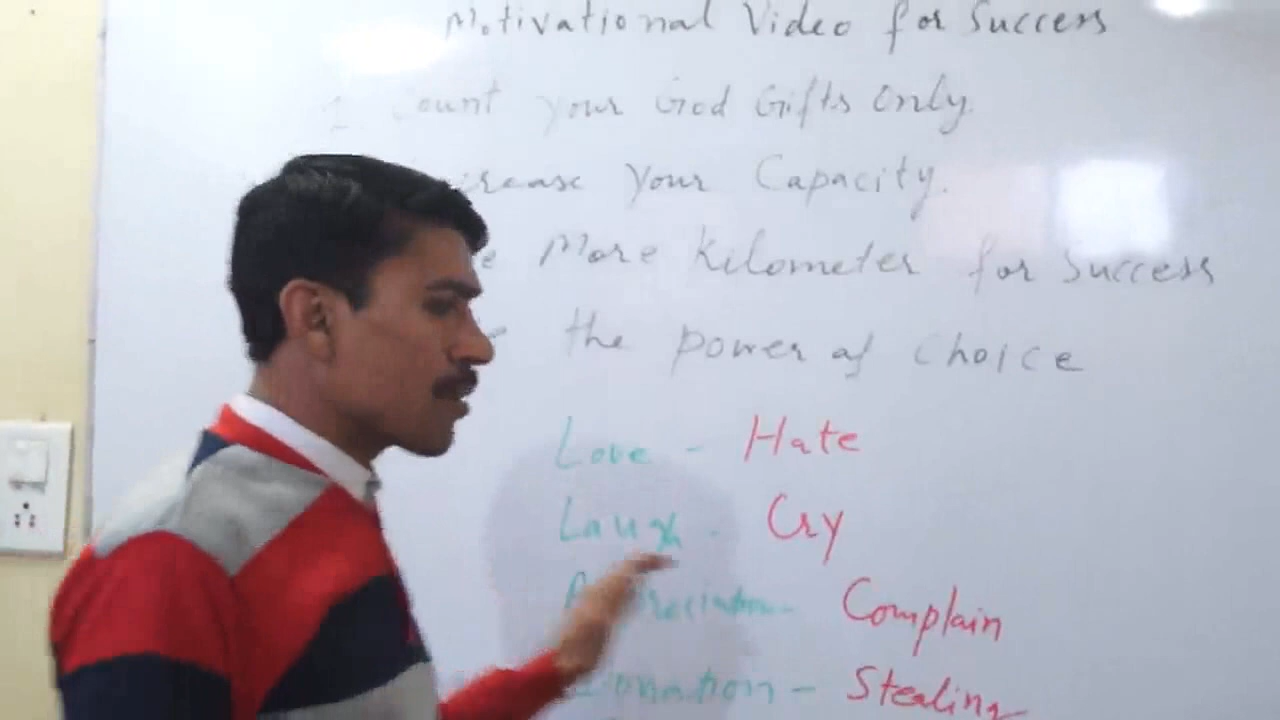 Motivational Video for Success
1 Count your God Gifts Only.
crease your Capacity.
e More Kilometer for Success
the power of Choice
Love - Hate
Laugh - Cry
Appreciation - Complain
Donation - Stealing